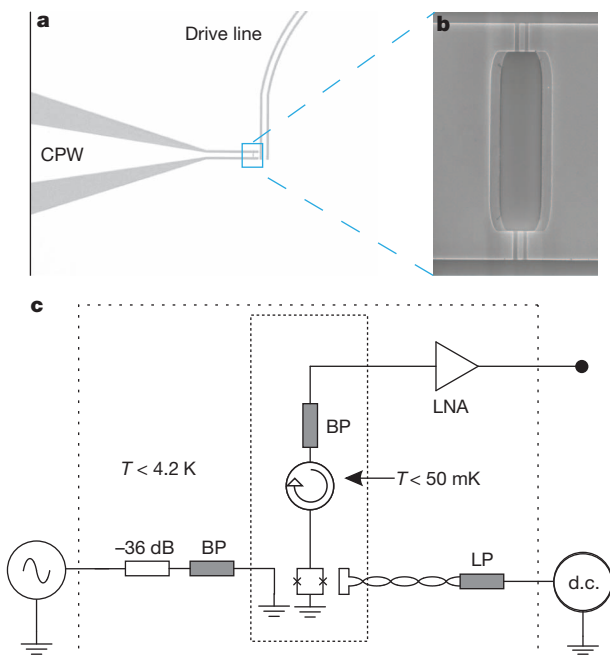 a
Drive line
CPW
b
c
T < 4.2 K
BP
LNA
T < 50 mK
–36 dB
BP
LP
d.c.